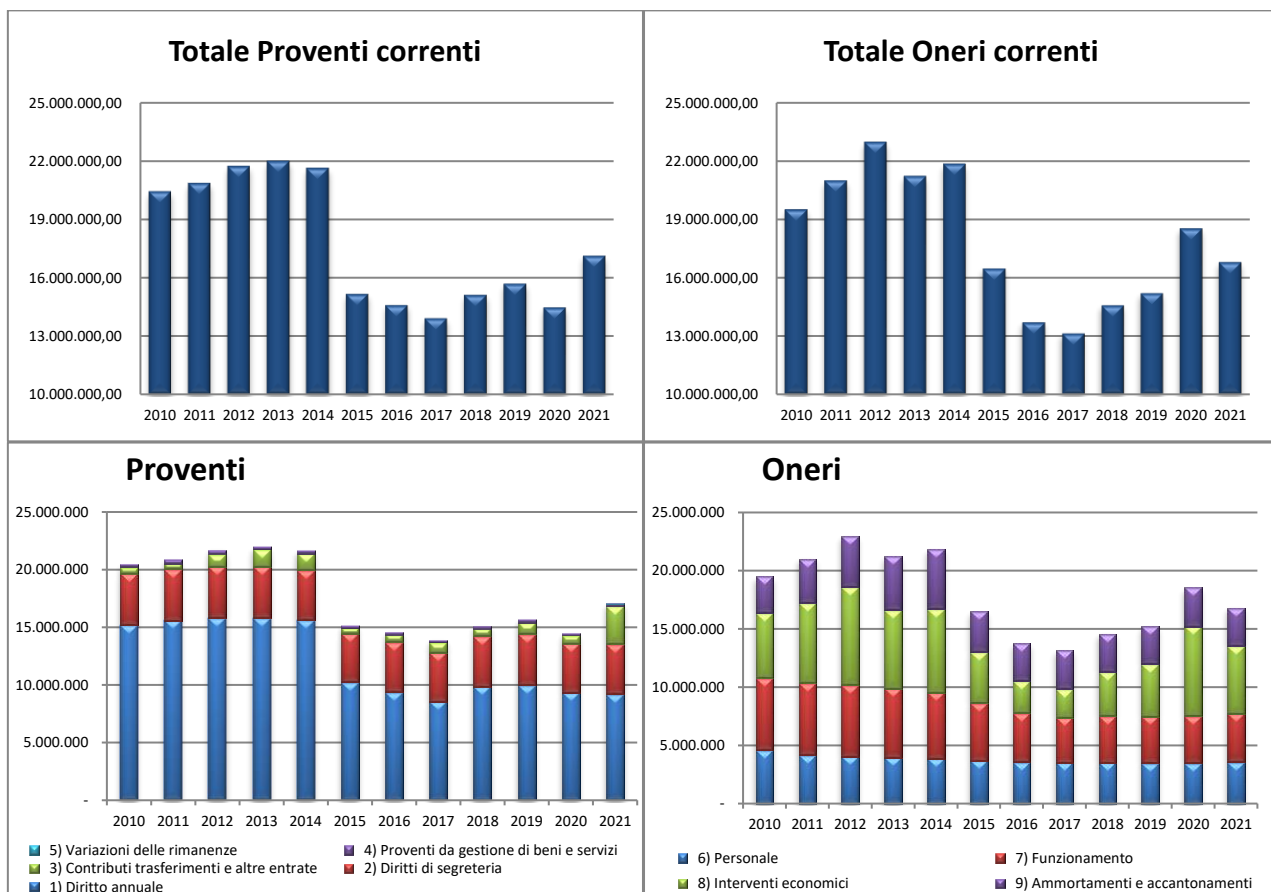 Totale Proventi correnti
25.000.000,00
22.000.000,00
19.000.000,00
16.000.000,00
13.000.000,00
10.000.000,00
2010 2011 2012 2013 2014 2015 2016 2017 2018 2019 2020 2021
Totale Oneri correnti
25.000.000,00
22.000.000,00
19.000.000,00
16.000.000,00
13.000.000,00
10.000.000,00
2010 2011 2012 2013 2014 2015 2016 2017 2018 2019 2020 2021
Proventi
25.000.000
20.000.000
15.000.000
10.000.000
5.000.000
-
2010 2011 2012 2013 2014 2015 2016 2017 2018 2019 2020 2021
5) Variazioni delle rimanenze
4) Proventi da gestione di beni e servizi
3) Contributi trasferimenti e altre entrate
2) Diritti di segreteria
1) Diritto annuale
Oneri
25.000.000
20.000.000
15.000.000
10.000.000
5.000.000
-
2010 2011 2012 2013 2014 2015 2016 2017 2018 2019 2020 2021
6) Personale
7) Funzionamento
8) Interventi economici
9) Ammortamenti e accantonamenti